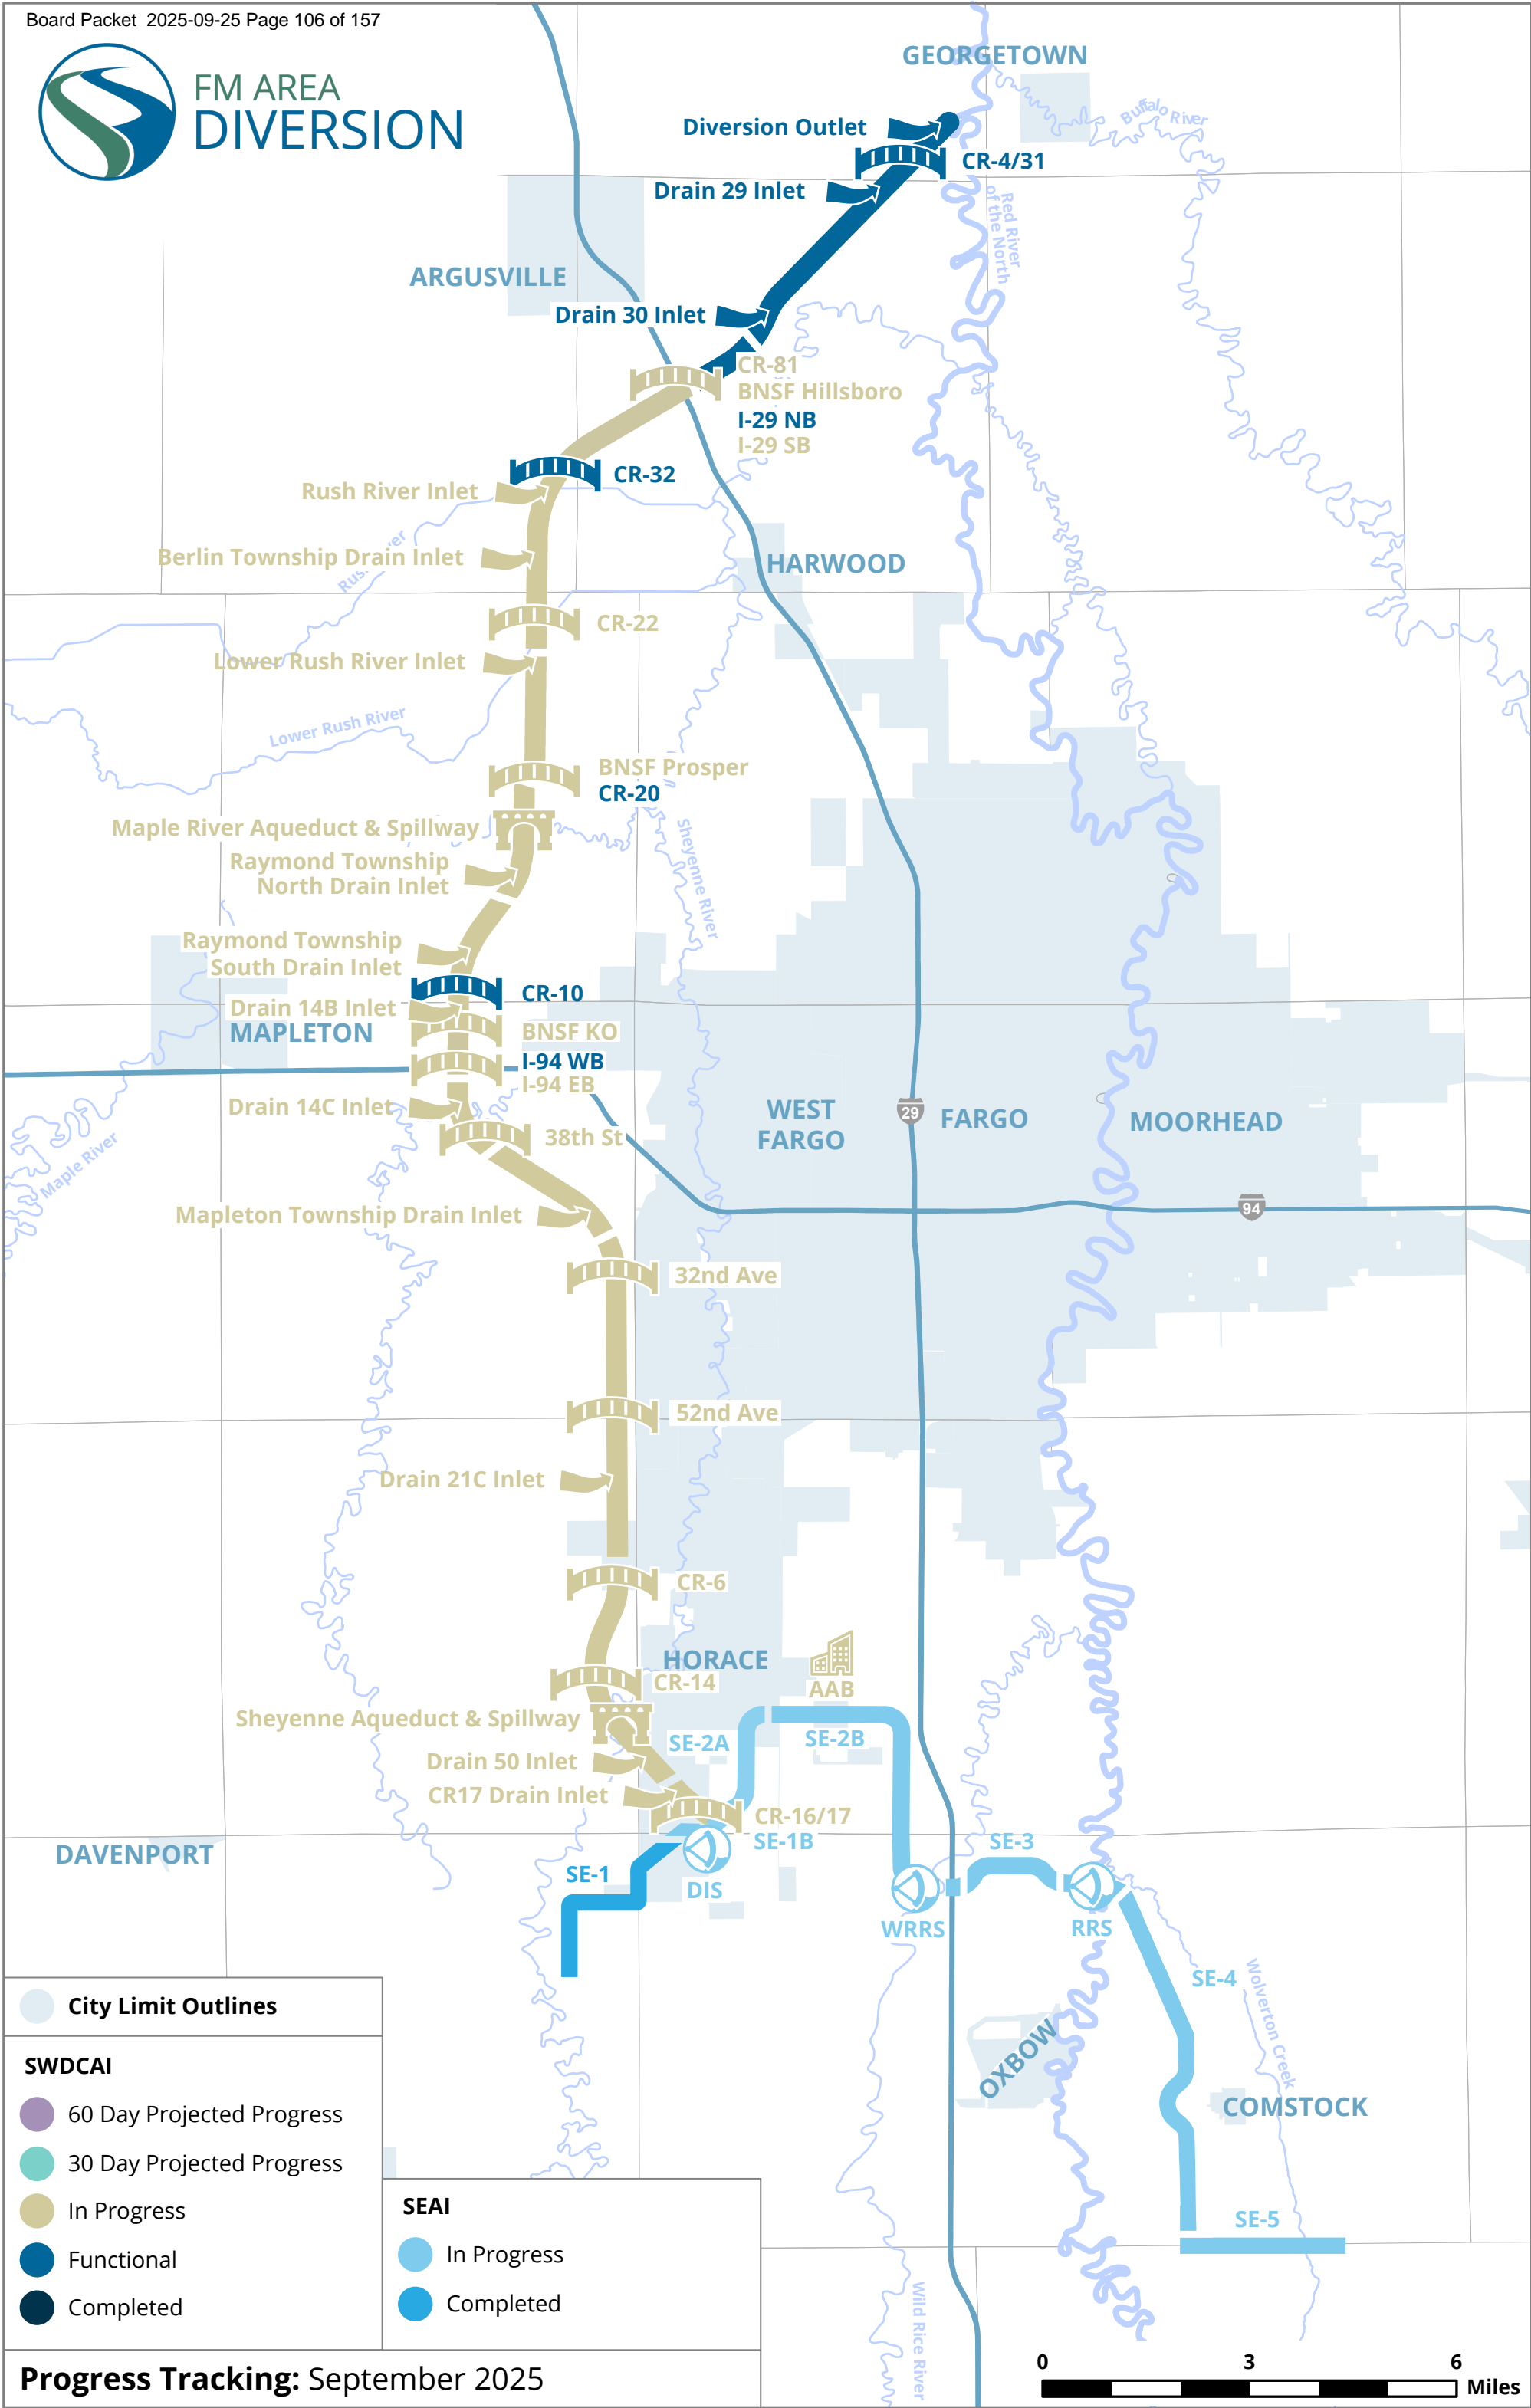 Board Packet 2025-09-25 Page 106 of 157
FM AREA
DIVERSION
GEORGETOWN
Buffalo River
Diversion Outlet
CR-4/31
Drain 29 Inlet
Red River
of the North
ARGUSVILLE
Drain 30 Inlet
CR-81
BNSF Hillsboro
I-29 NB
I-29 SB
CR-32
Rush River Inlet
Berlin Township Drain Inlet
HARWOOD
CR-22
Lower Rush River Inlet
Lower Rush River
BNSF Prosper
CR-20
Maple River Aqueduct & Spillway
Sheyenne River
Raymond Township
North Drain Inlet
Raymond Township
South Drain Inlet
CR-10
Drain 14B Inlet
MAPLETON
BNSF KO
I-94 WB
I-94 EB
Drain 14C Inlet
WEST
FARGO
29
FARGO
MOORHEAD
38th St
Maple River
94
Mapleton Township Drain Inlet
32nd Ave
52nd Ave
Drain 21C Inlet
CR-6
HORACE
CR-14
AAB
Sheyenne Aqueduct & Spillway
SE-2A
SE-2B
Drain 50 Inlet
CR17 Drain Inlet
CR-16/17
SE-1B
SE-3
DAVENPORT
SE-1
DIS
WRRS
RRS
SE-4
Wolverton Creek
OXBOW
COMSTOCK
SE-5
Wild Rice River
City Limit Outlines
SWDCAI
60 Day Projected Progress
30 Day Projected Progress
In Progress
Functional
Completed
SEAI
In Progress
Completed
Progress Tracking: September 2025
0 3 6
Miles